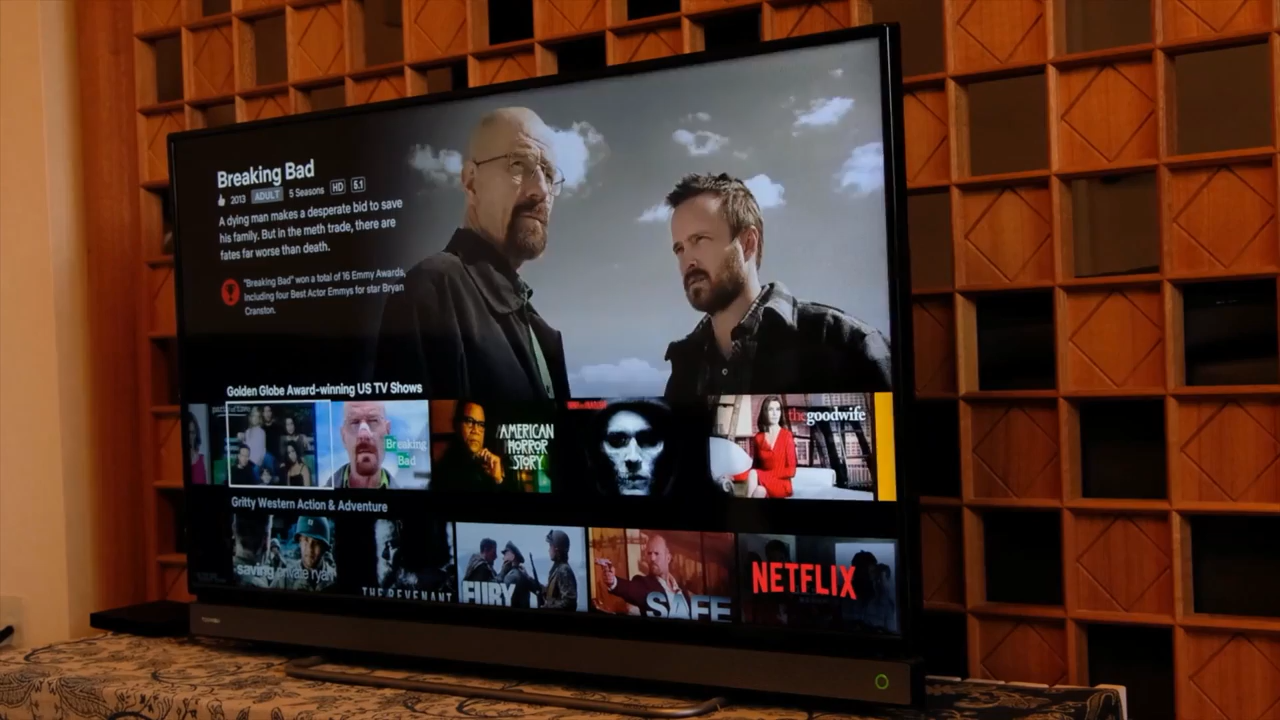 Breaking Bad
2013 ADULT 5 Seasons HD 5.1
A dying man makes a desperate bid to save
his family. But in the meth trade, there are
fates far worse than death.
"Breaking Bad" won a total of 16 Emmy Awards,
including four Best Actor Emmys for star Bryan
Cranston.
Golden Globe Award-winning US TV Shows
Breaking
Bad
AMERICAN
HORROR
STORY
thegoodwife
Gritty Western Action & Adventure
saving private ryan
THE REVENANT
FURY
SAFE
NETFLIX
TOSHIBA